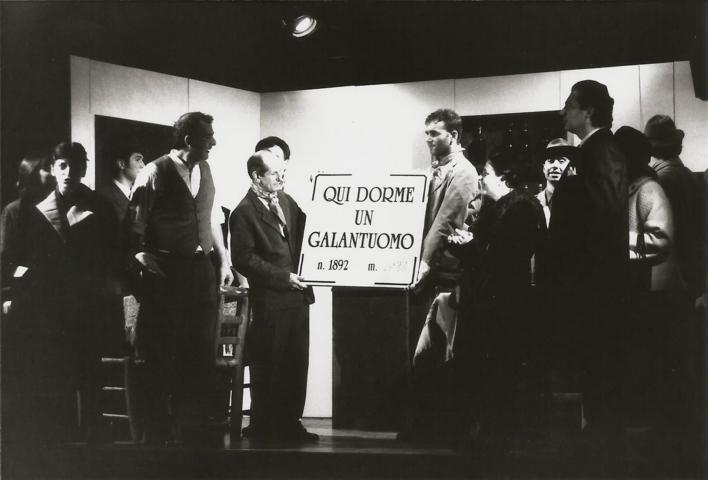 QUI DORME
UN
GALANTUOMO
n. 1892 m.